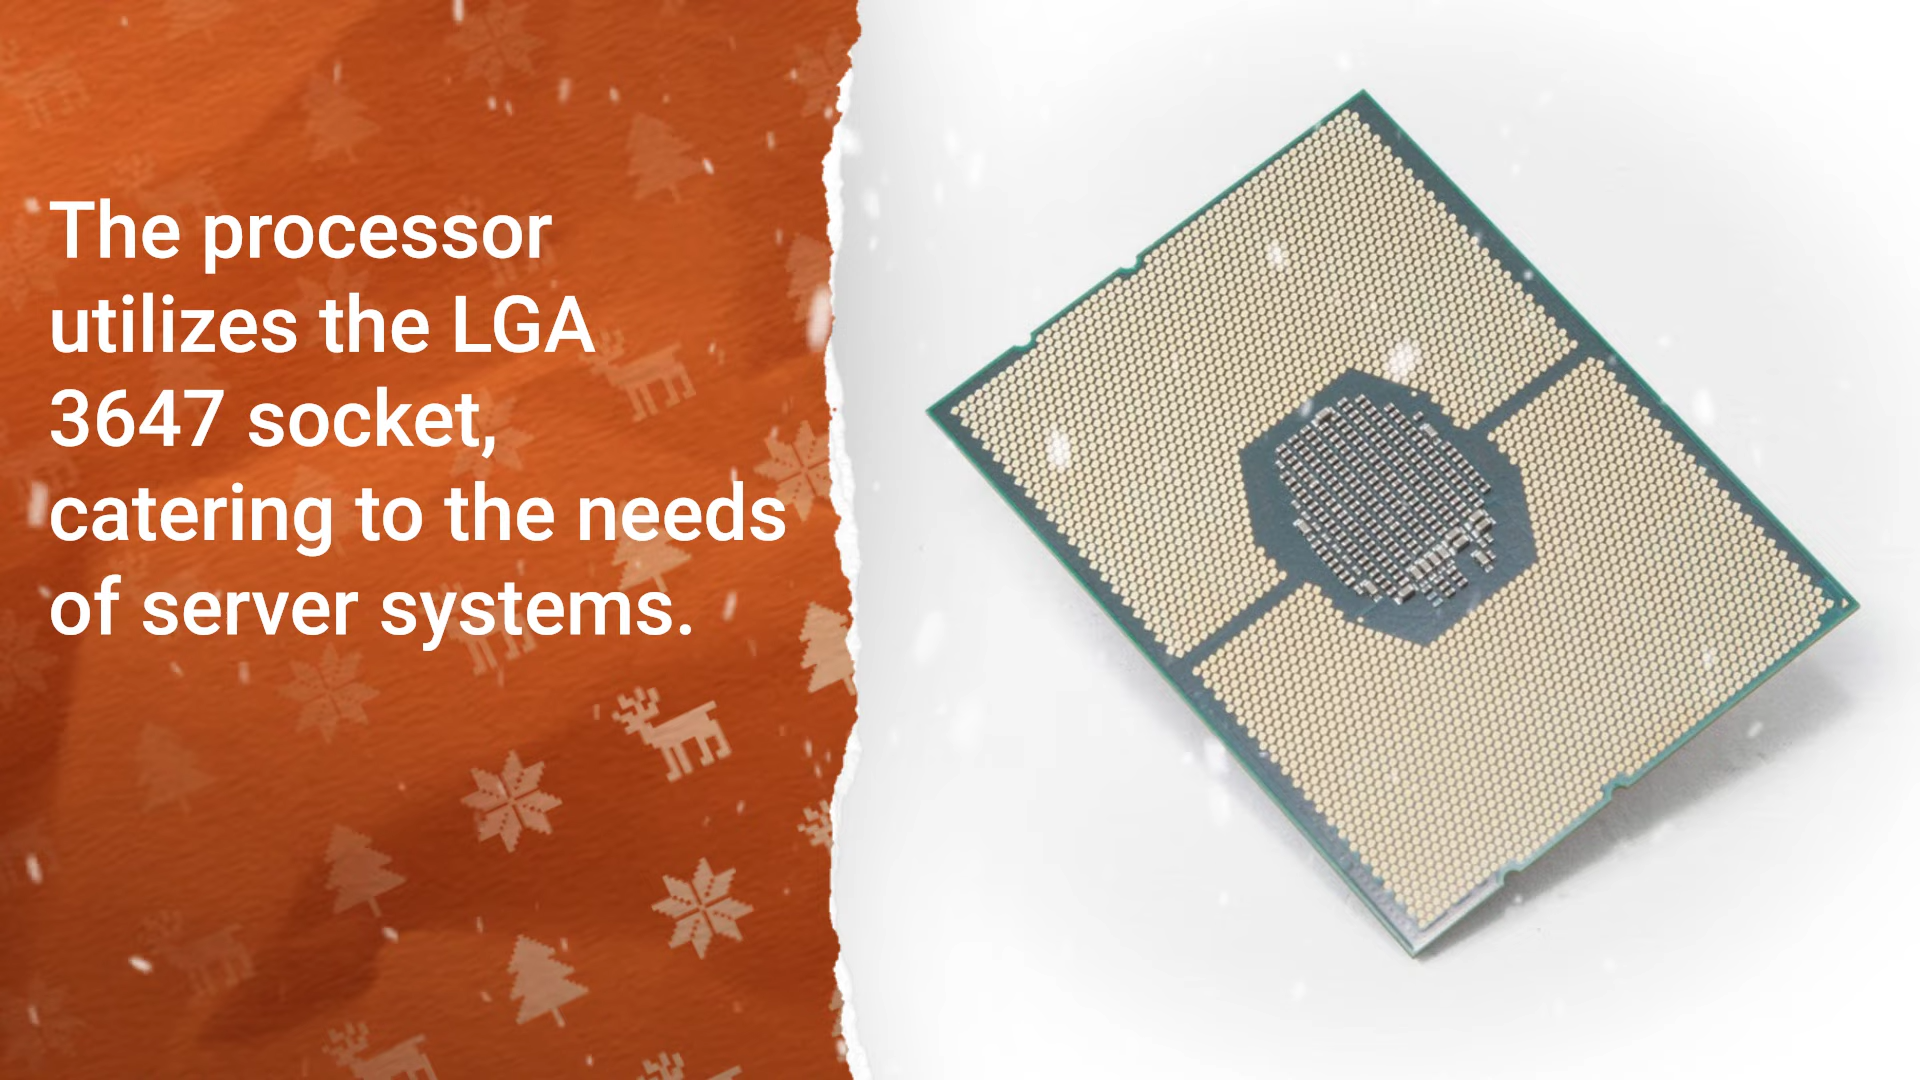 The processor
utilizes the LGA
3647 socket,
catering to the needs
of server systems.